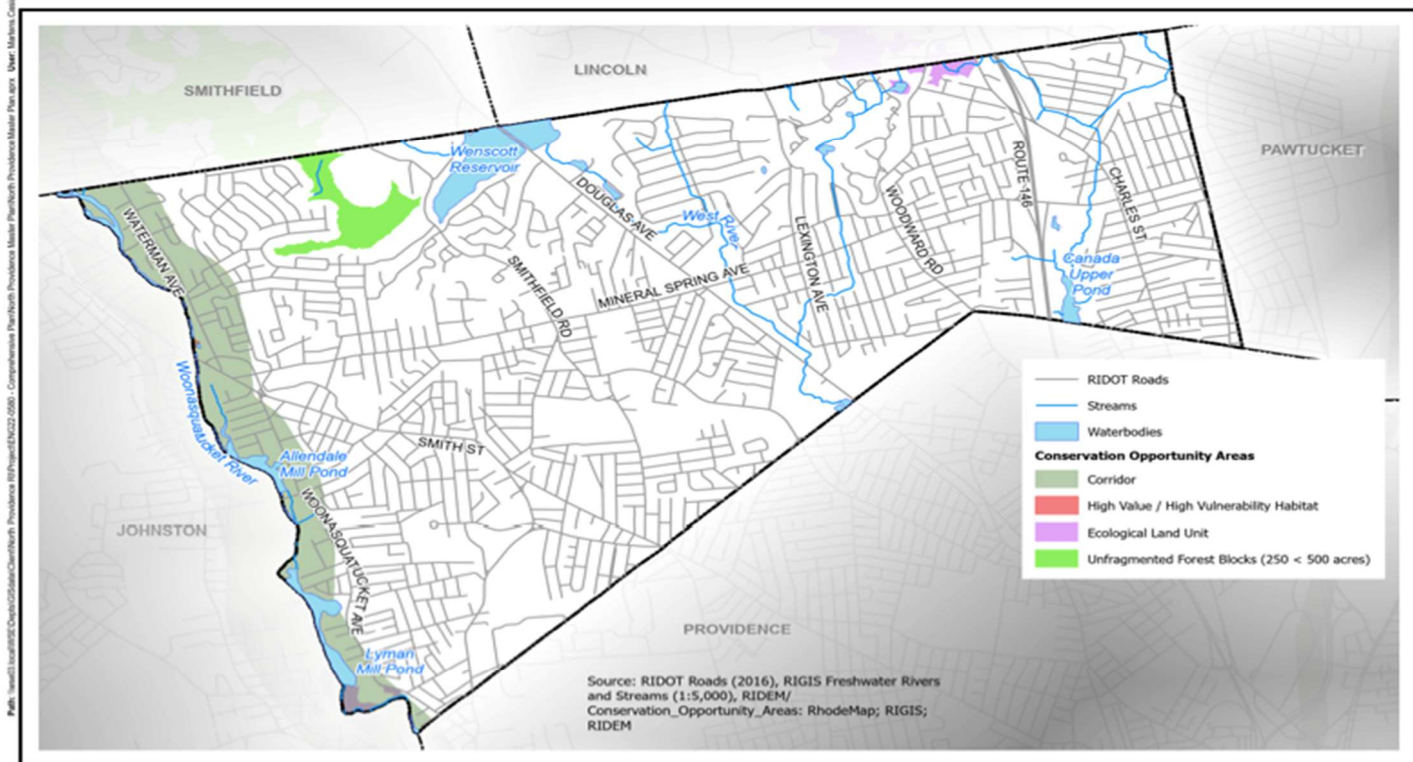 SMITHFIELD
LINCOLN
PAWTUCKET
Wenscott
Reservoir
WATERMAN AVE
DOUGLAS AVE
West River
LEXINGTON AVE
WOODWARD RD
ROUTE 146
CHARLES ST
Canada
Upper
Pond
SMITHFIELD RD
MINERAL SPRING AVE
Woonasquatucket River
SMITH ST
Allendale
Mill Pond
WOONASQUATUCKET AVE
JOHNSTON
Lyman
Mill Pond
PROVIDENCE
RIDOT Roads
Streams
Waterbodies
Conservation Opportunity Areas
Corridor
High Value / High Vulnerability Habitat
Ecological Land Unit
Unfragmented Forest Blocks (250 < 500 acres)
Source: RIDOT Roads (2016), RIGIS Freshwater Rivers
and Streams (1:5,000), RIDEM/
Conservation_Opportunity_Areas: RhodeMap; RIGIS;
RIDEM